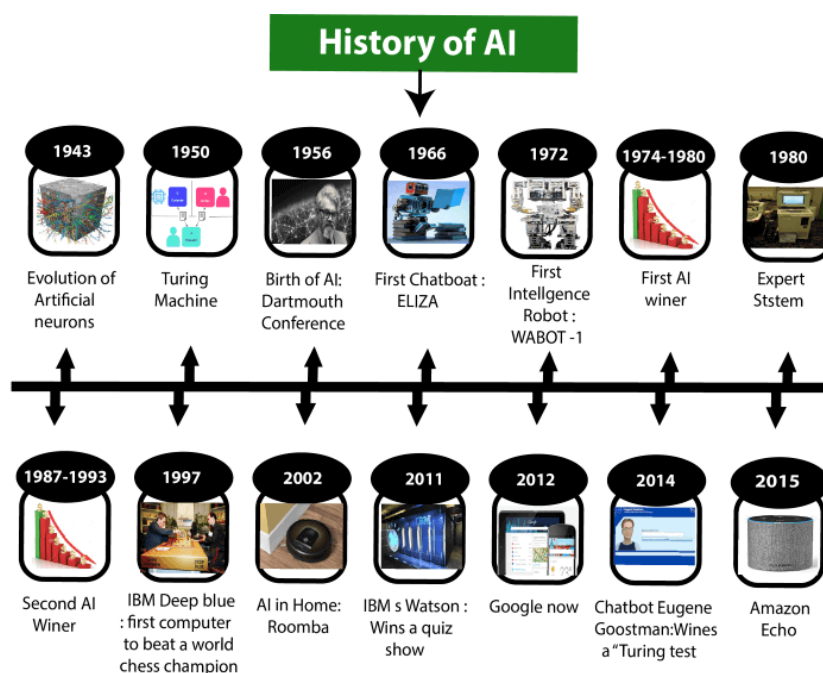 History of AI
1943
Evolution of
Artificial
neurons
1950
Turing
Machine
1956
Birth of AI:
Dartmouth
Conference
1966
First Chatboat :
ELIZA
1972
First
Intellgence
Robot :
WABOT -1
1974-1980
First AI
winer
1980
Expert
Ststem
1987-1993
Second AI
Winer
1997
IBM Deep blue
: first computer
to beat a world
chess champion
2002
AI in Home:
Roomba
2011
IBM s Watson :
Wins a quiz
show
2012
Google now
2014
Chatbot Eugene
Goostman:Wines
a “Turing test
2015
Amazon
Echo